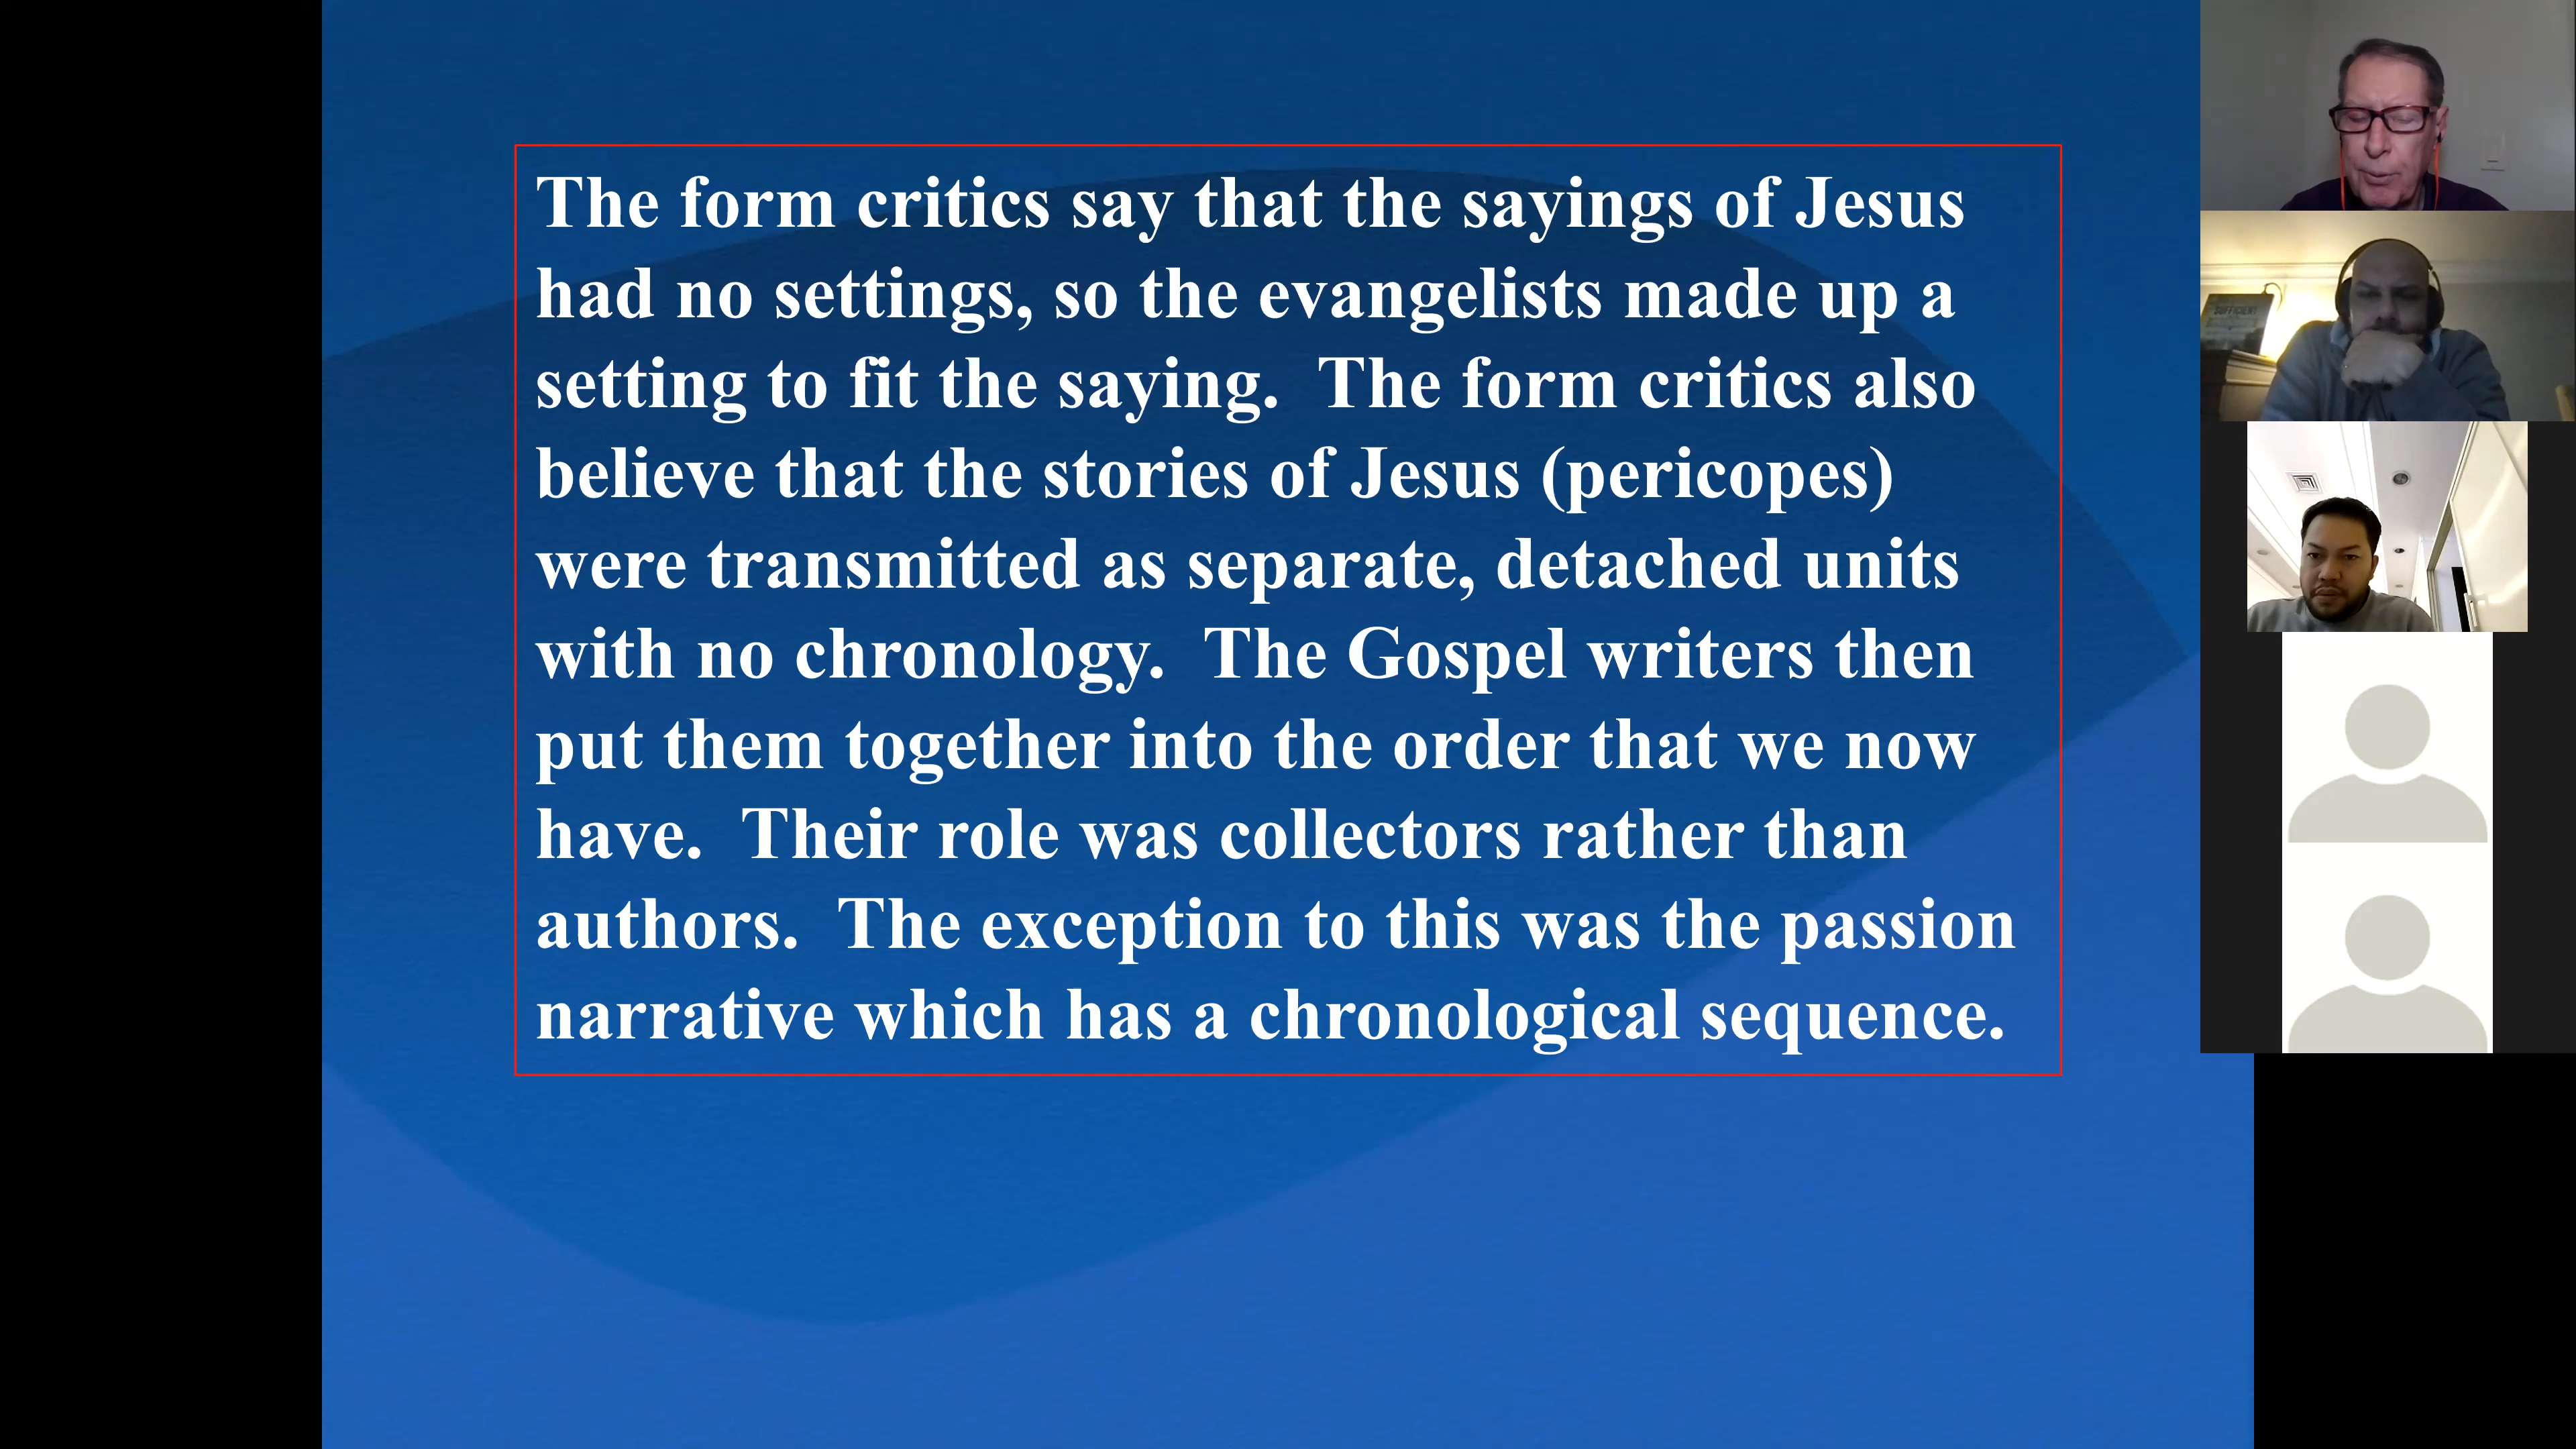 The form critics say that the sayings of Jesus
had no settings, so the evangelists made up a
setting to fit the saying.  The form critics also
believe that the stories of Jesus (pericopes)
were transmitted as separate, detached units
with no chronology.  The Gospel writers then
put them together into the order that we now
have.  Their role was collectors rather than
authors.  The exception to this was the passion
narrative which has a chronological sequence.
SUFFICIENT